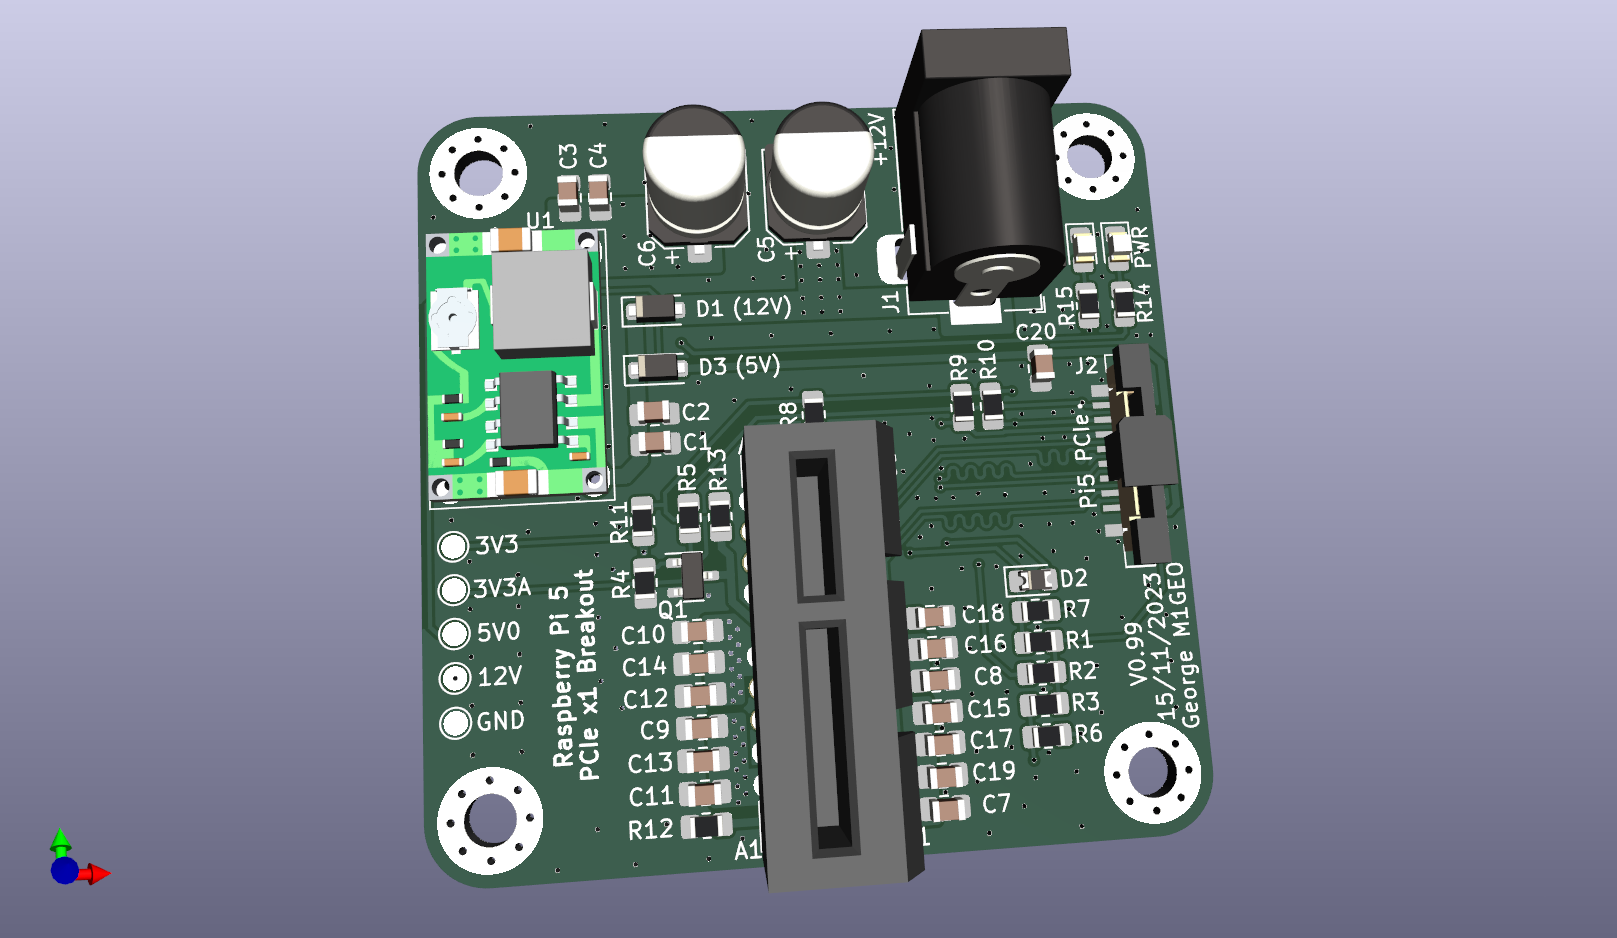 C3
C4
U1
C6
+
C5
+
+12V
J1
PWR
R15
R14
D1 (12V)
D3 (5V)
C20
R9
R10
J2
C2
C1
R8
R5
R13
R11
R4
Q1
PCIe
Pi5
3V3
3V3A
5V0
12V
GND
Raspberry Pi 5
PCIe x1 Breakout
C10
C14
C12
C9
C13
C11
R12
A1
C18
C16
C8
C15
C17
C19
C7
D2
R7
R1
R2
R3
R6
V0.99
15/11/2023
George M1GEO